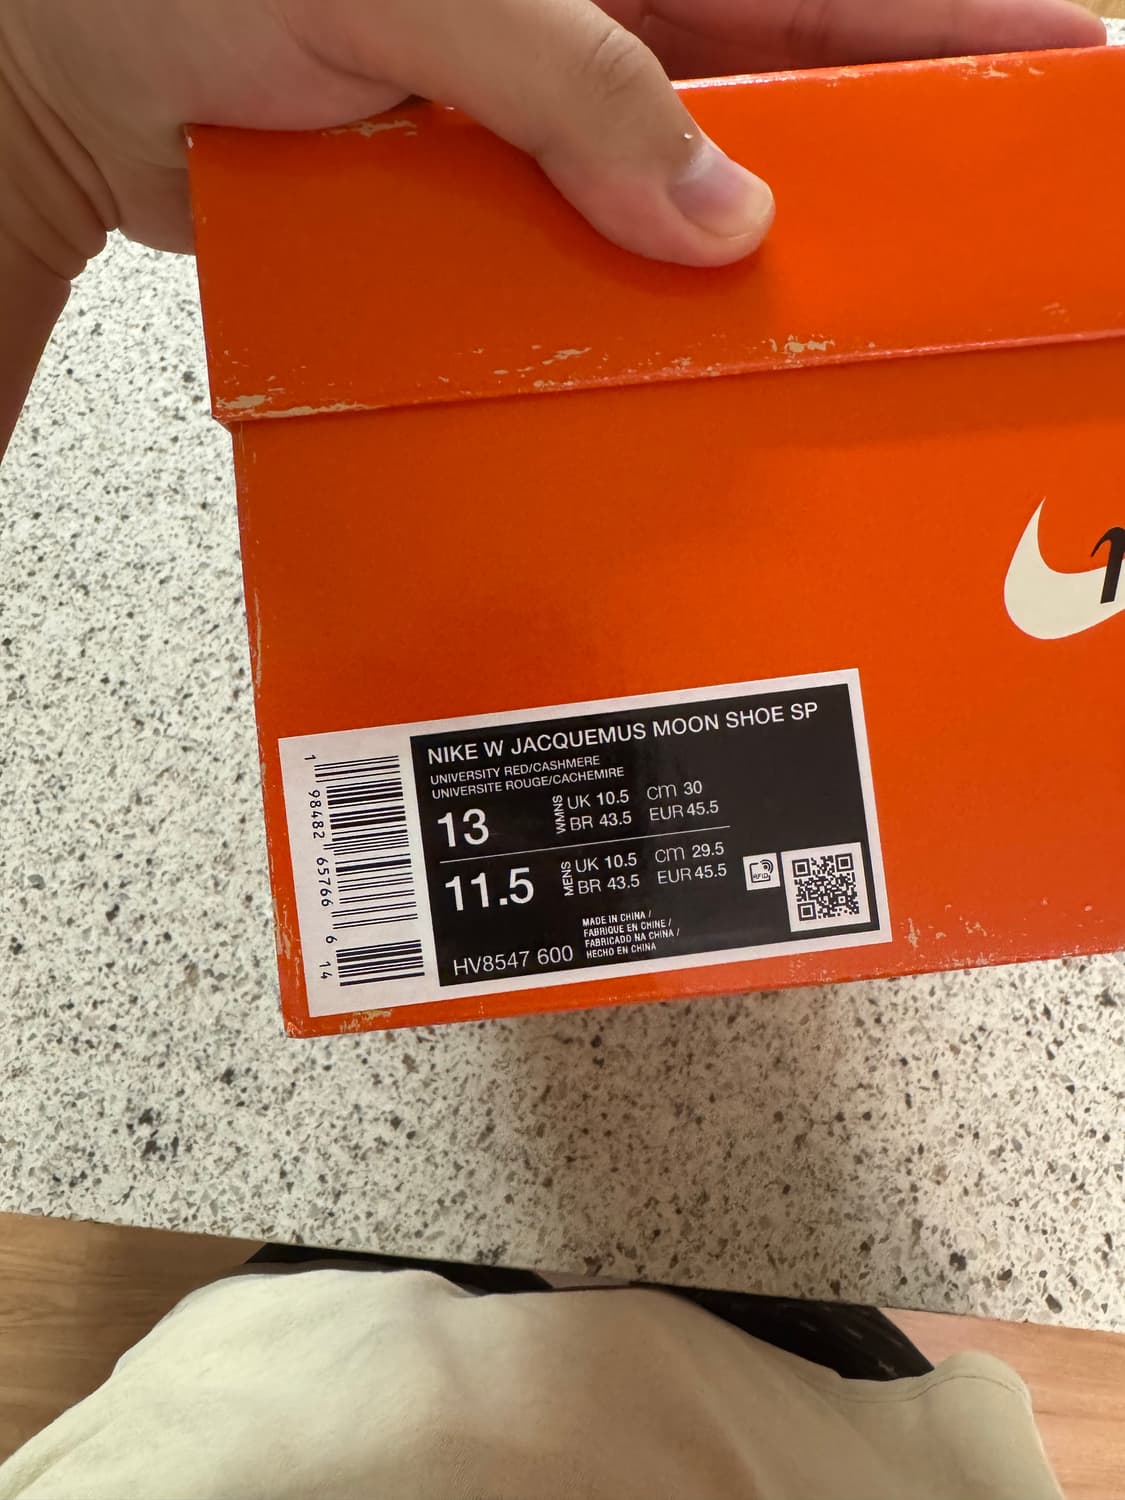 NIKE W JACQUEMUS MOON SHOE SP
UNIVERSITY RED/CASHMERE
UNIVERSITE ROUGE/CACHEMIRE
13 WMNS UK 10.5 cm 30
BR 43.5 EUR 45.5
11.5 MENS UK 10.5 cm 29.5
BR 43.5 EUR 45.5
RFID
HV8547 600
MADE IN CHINA /
FABRIQUE EN CHINE /
FABRICADO NA CHINA /
HECHO EN CHINA
1 98482 65766 6 14